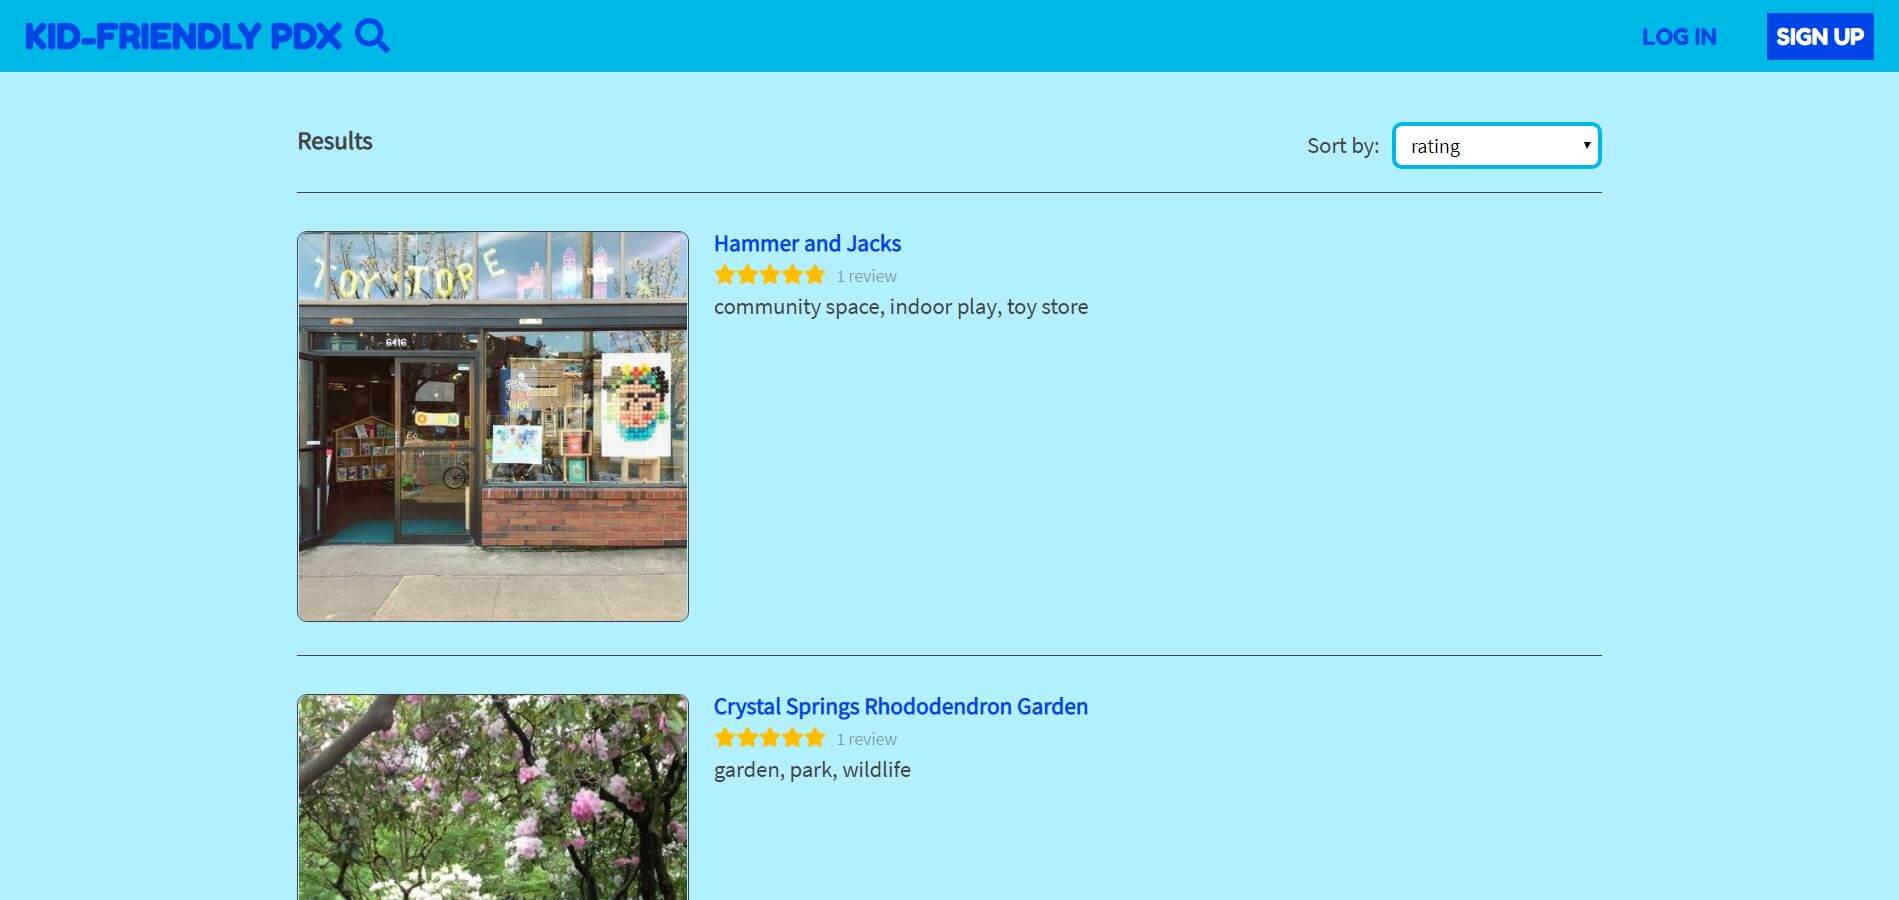 KID-FRIENDLY PDX
LOG IN
SIGN UP
Results
Sort by:
rating
TOY STORE
6416
Hammer and Jacks
1 review
community space, indoor play, toy store
Crystal Springs Rhododendron Garden
1 review
garden, park, wildlife